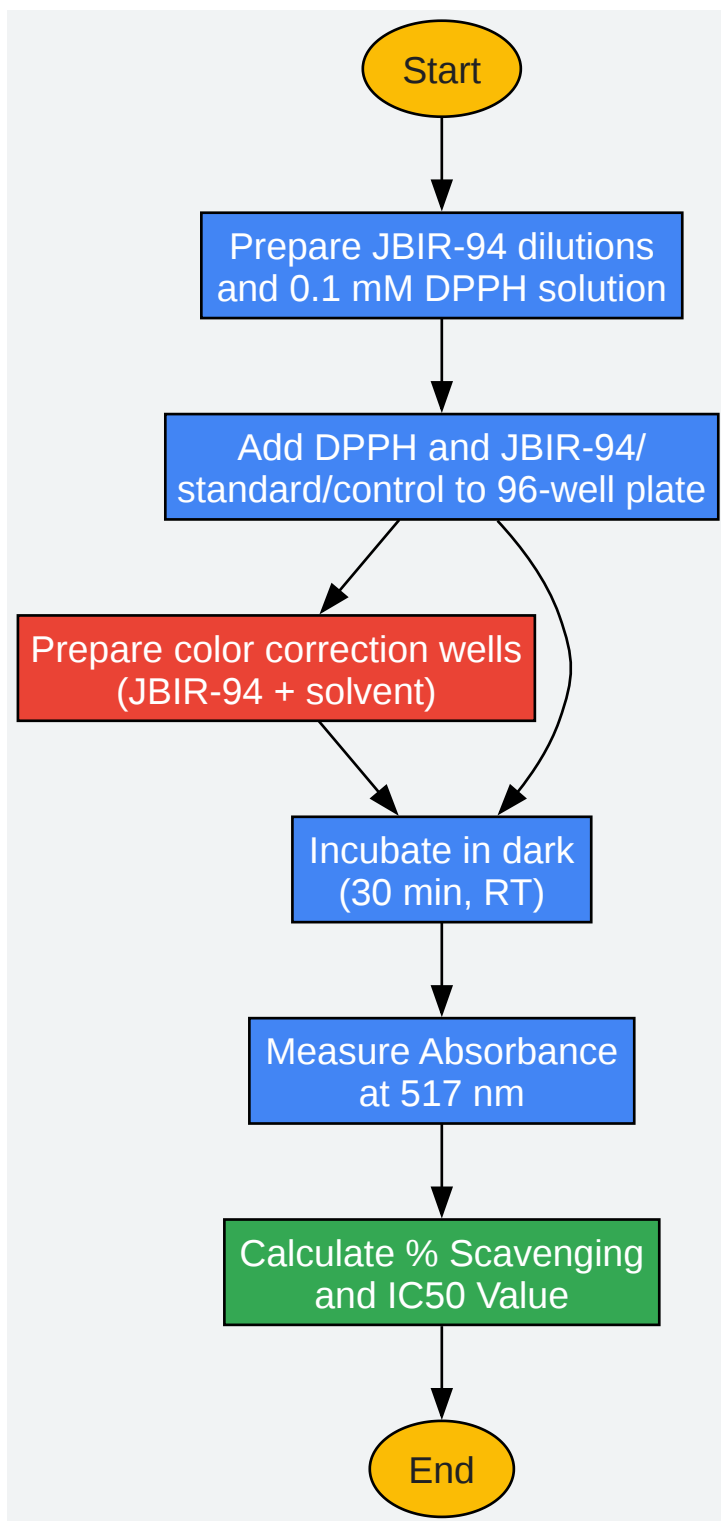 Start
Prepare JBIR-94 dilutions
and 0.1 mM DPPH solution
Add DPPH and JBIR-94/
standard/control to 96-well plate
Prepare color correction wells
(JBIR-94 + solvent)
Incubate in dark
(30 min, RT)
Measure Absorbance
at 517 nm
Calculate % Scavenging
and IC50 Value
End